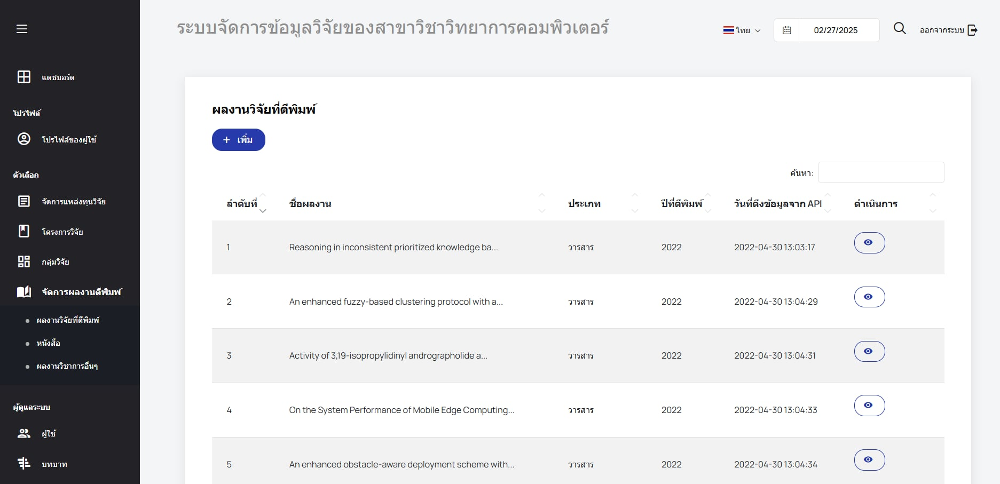 ระบบจัดการข้อมูลวิจัยของสาขาวิชาวิทยาการคอมพิวเตอร์
ไทย
02/27/2025
ออกจากระบบ
แดชบอร์ด
โปรไฟล์
โปรไฟล์ของผู้ใช้
ตัวเลือก
จัดการแหล่งทุนวิจัย
โครงการวิจัย
กลุ่มวิจัย
จัดการผลงานตีพิมพ์
ผลงานวิจัยที่ตีพิมพ์
หนังสือ
ผลงานวิชาการอื่นๆ
ผู้ดูแลระบบ
ผู้ใช้
บทบาท
ผลงานวิจัยที่ตีพิมพ์
+ เพิ่ม
ค้นหา:
ลำดับที่ ชื่อผลงาน ประเภท ปีที่ตีพิมพ์ วันที่ดึงข้อมูลจาก API ดำเนินการ
1 Reasoning in inconsistent prioritized knowledge ba... วารสาร 2022 2022-04-30 13:03:17
2 An enhanced fuzzy-based clustering protocol with a... วารสาร 2022 2022-04-30 13:04:29
3 Activity of 3,19-isopropylidinyl andrographolide a... วารสาร 2022 2022-04-30 13:04:31
4 On the System Performance of Mobile Edge Computing... วารสาร 2022 2022-04-30 13:04:33
5 An enhanced obstacle-aware deployment scheme with... วารสาร 2022 2022-04-30 13:04:34